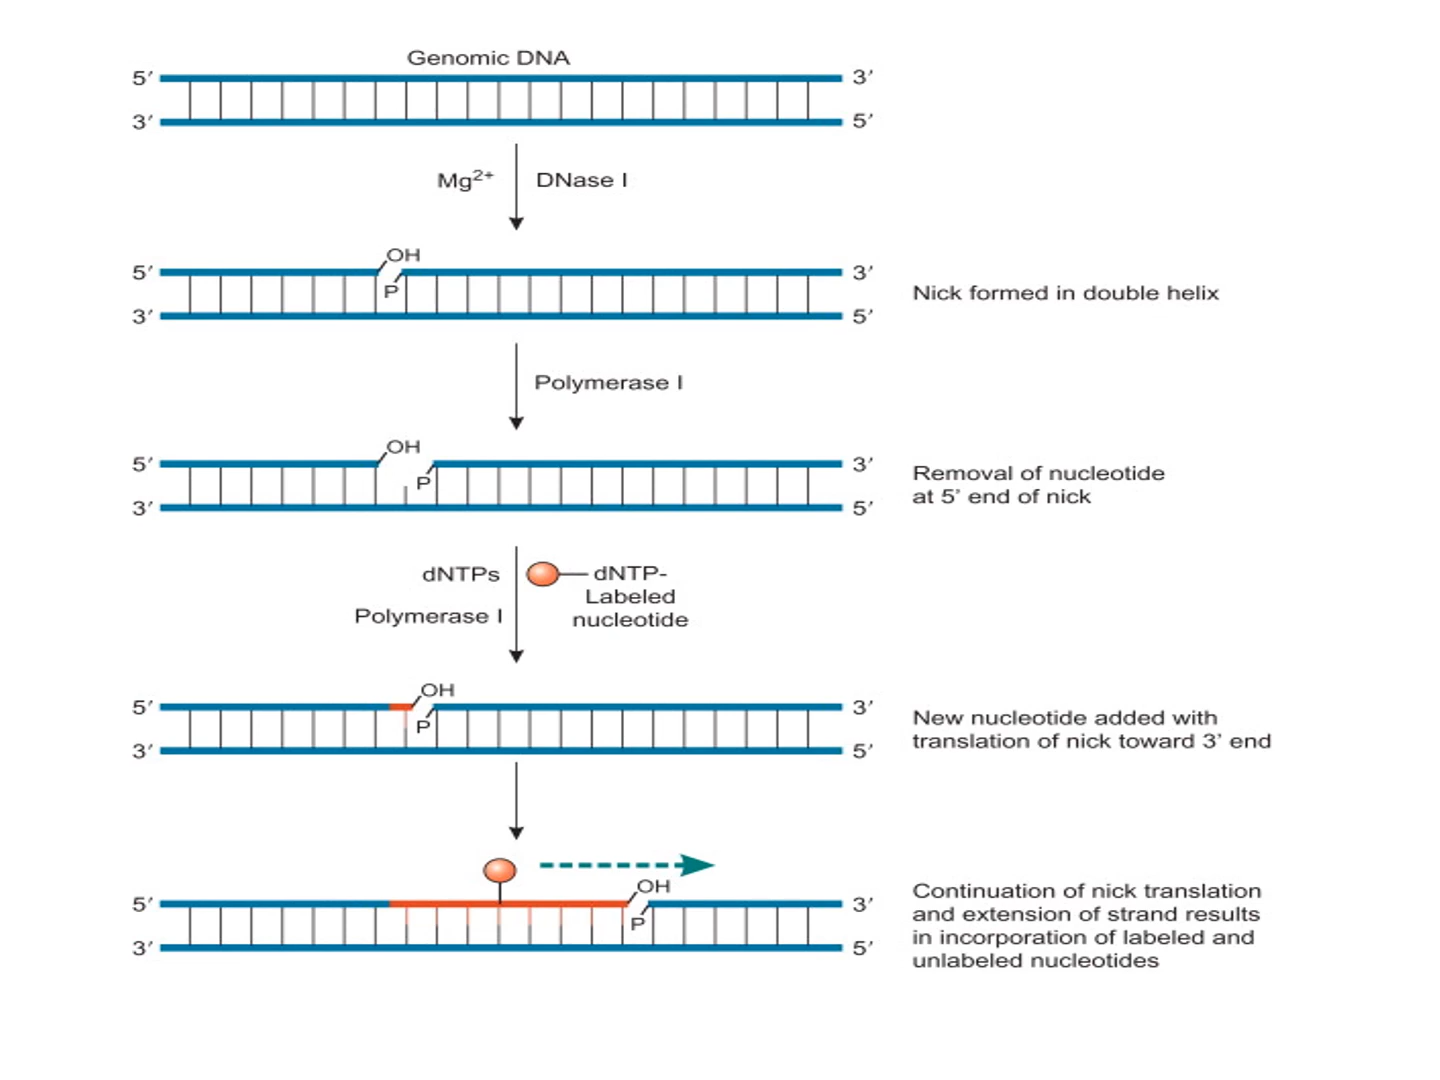 Genomic DNA
5′ 3′
3′ 5′
Mg²⁺ DNase I
OH
5′ 3′
P
3′ 5′
Nick formed in double helix
Polymerase I
OH
5′ 3′
P
3′ 5′
Removal of nucleotide
at 5’ end of nick
dNTPs dNTP-
Labeled
Polymerase I nucleotide
OH
5′ 3′
P
3′ 5′
New nucleotide added with
translation of nick toward 3’ end
OH
5′ 3′
P
3′ 5′
Continuation of nick translation
and extension of strand results
in incorporation of labeled and
unlabeled nucleotides